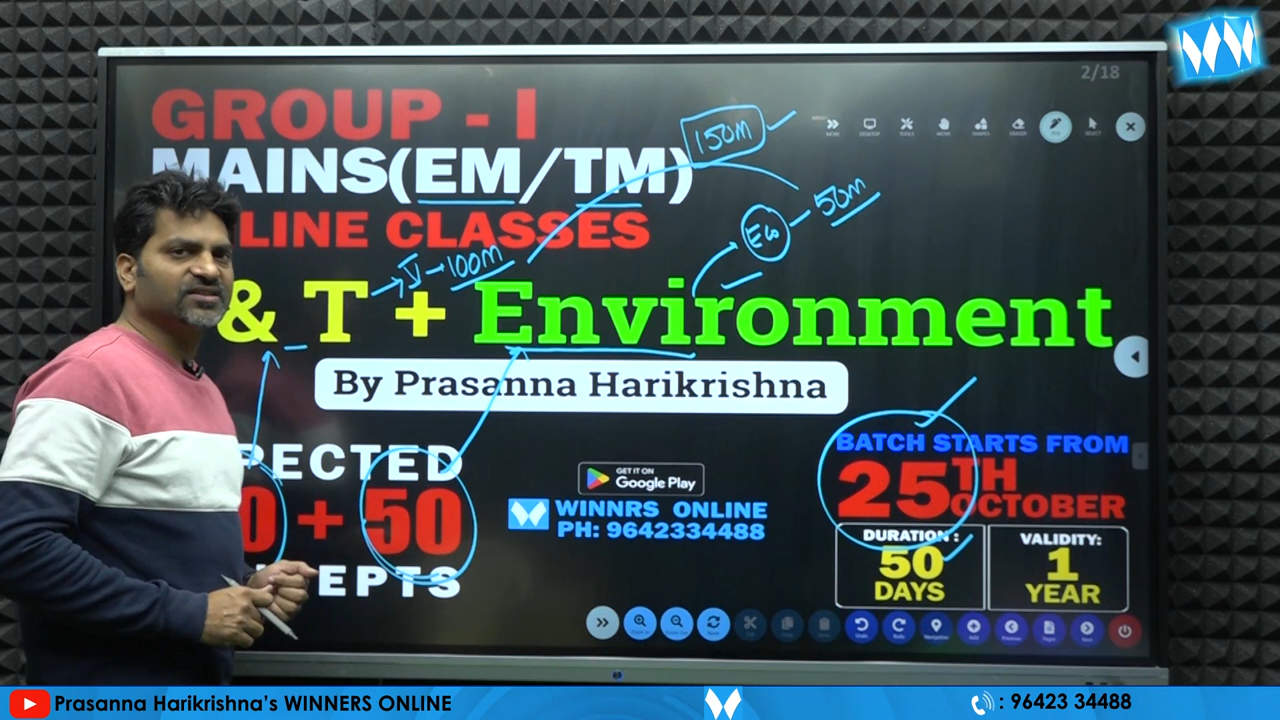 2/18
GROUP - I
MAINS(EM/TM)
LINE CLASSES
& T + Environment
150M
Eco - 50M
→ V → 100M
By Prasanna Harikrishna
PECTED
0 + 50
EPTS
GET IT ON
Google Play
WINNRS ONLINE
PH: 9642334488
BATCH STARTS FROM
25TH
OCTOBER
DURATION :
50
DAYS
VALIDITY:
1
YEAR
Prasanna Harikrishna's WINNERS ONLINE
: 96423 34488